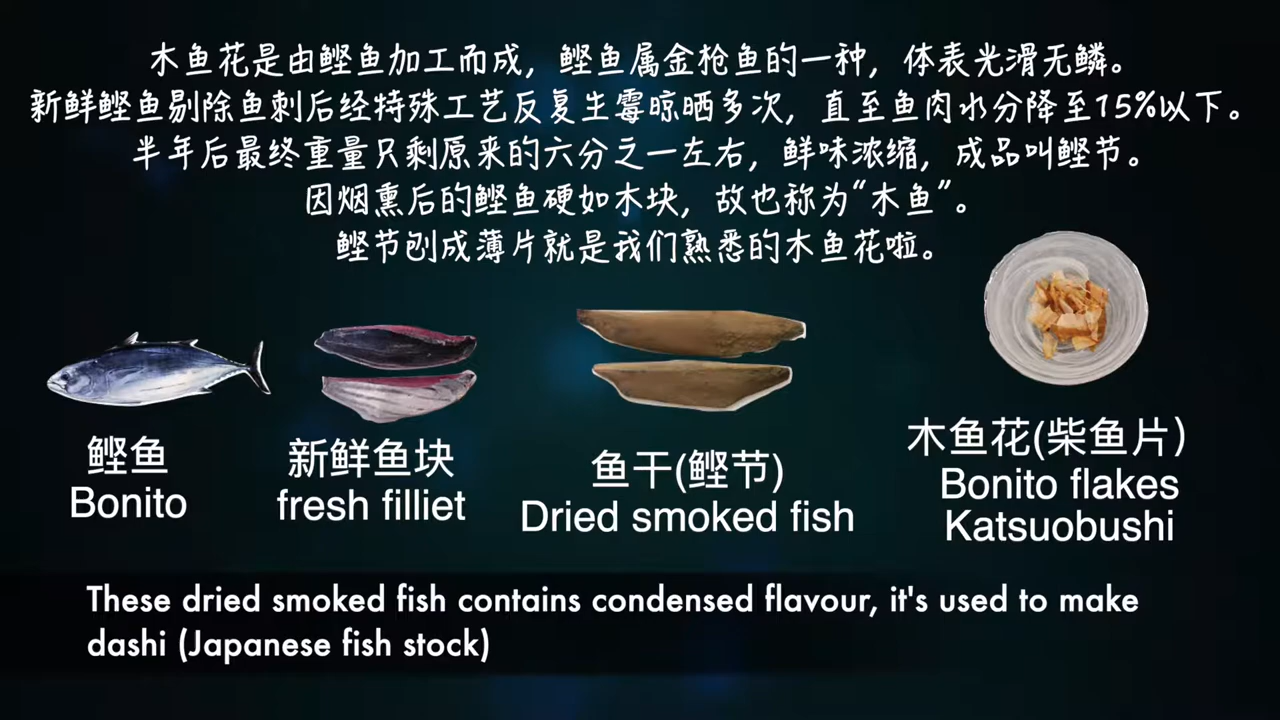 木鱼花是由鲣鱼加工而成，鲣鱼属金枪鱼的一种，体表光滑无鳞。
新鲜鲣鱼剔除鱼刺后经特殊工艺反复生霉晾晒多次，直至鱼肉水分降至15%以下。
半年后最终重量只剩原来的六分之一左右，鲜味浓缩，成品叫鲣节。
因烟熏后的鲣鱼硬如木块，故也称为“木鱼”。
鲣节刨成薄片就是我们熟悉的木鱼花啦。
鲣鱼
Bonito
新鲜鱼块
fresh filliet
鱼干(鲣节)
Dried smoked fish
木鱼花(柴鱼片)
Bonito flakes
Katsuobushi
These dried smoked fish contains condensed flavour, it's used to make
dashi (Japanese fish stock)